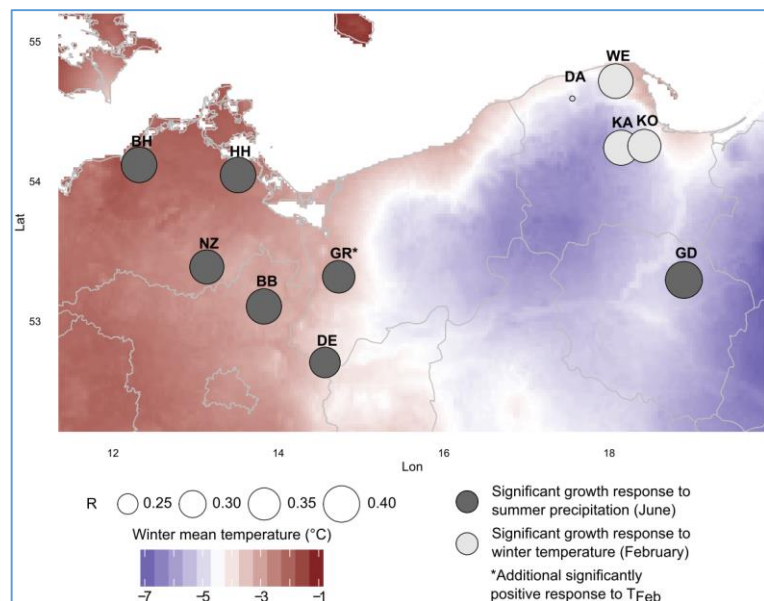 55
54
53
Lat
WE
DA
KA KO
BH
HH
NZ
GR*
GD
BB
DE
12 14 16 18
Lon
R 0.25 0.30 0.35 0.40
Winter mean temperature (°C)
−7 −5 −3 −1
Significant growth response to
summer precipitation (June)
Significant growth response to
winter temperature (February)
*Additional significantly
positive response to TFeb